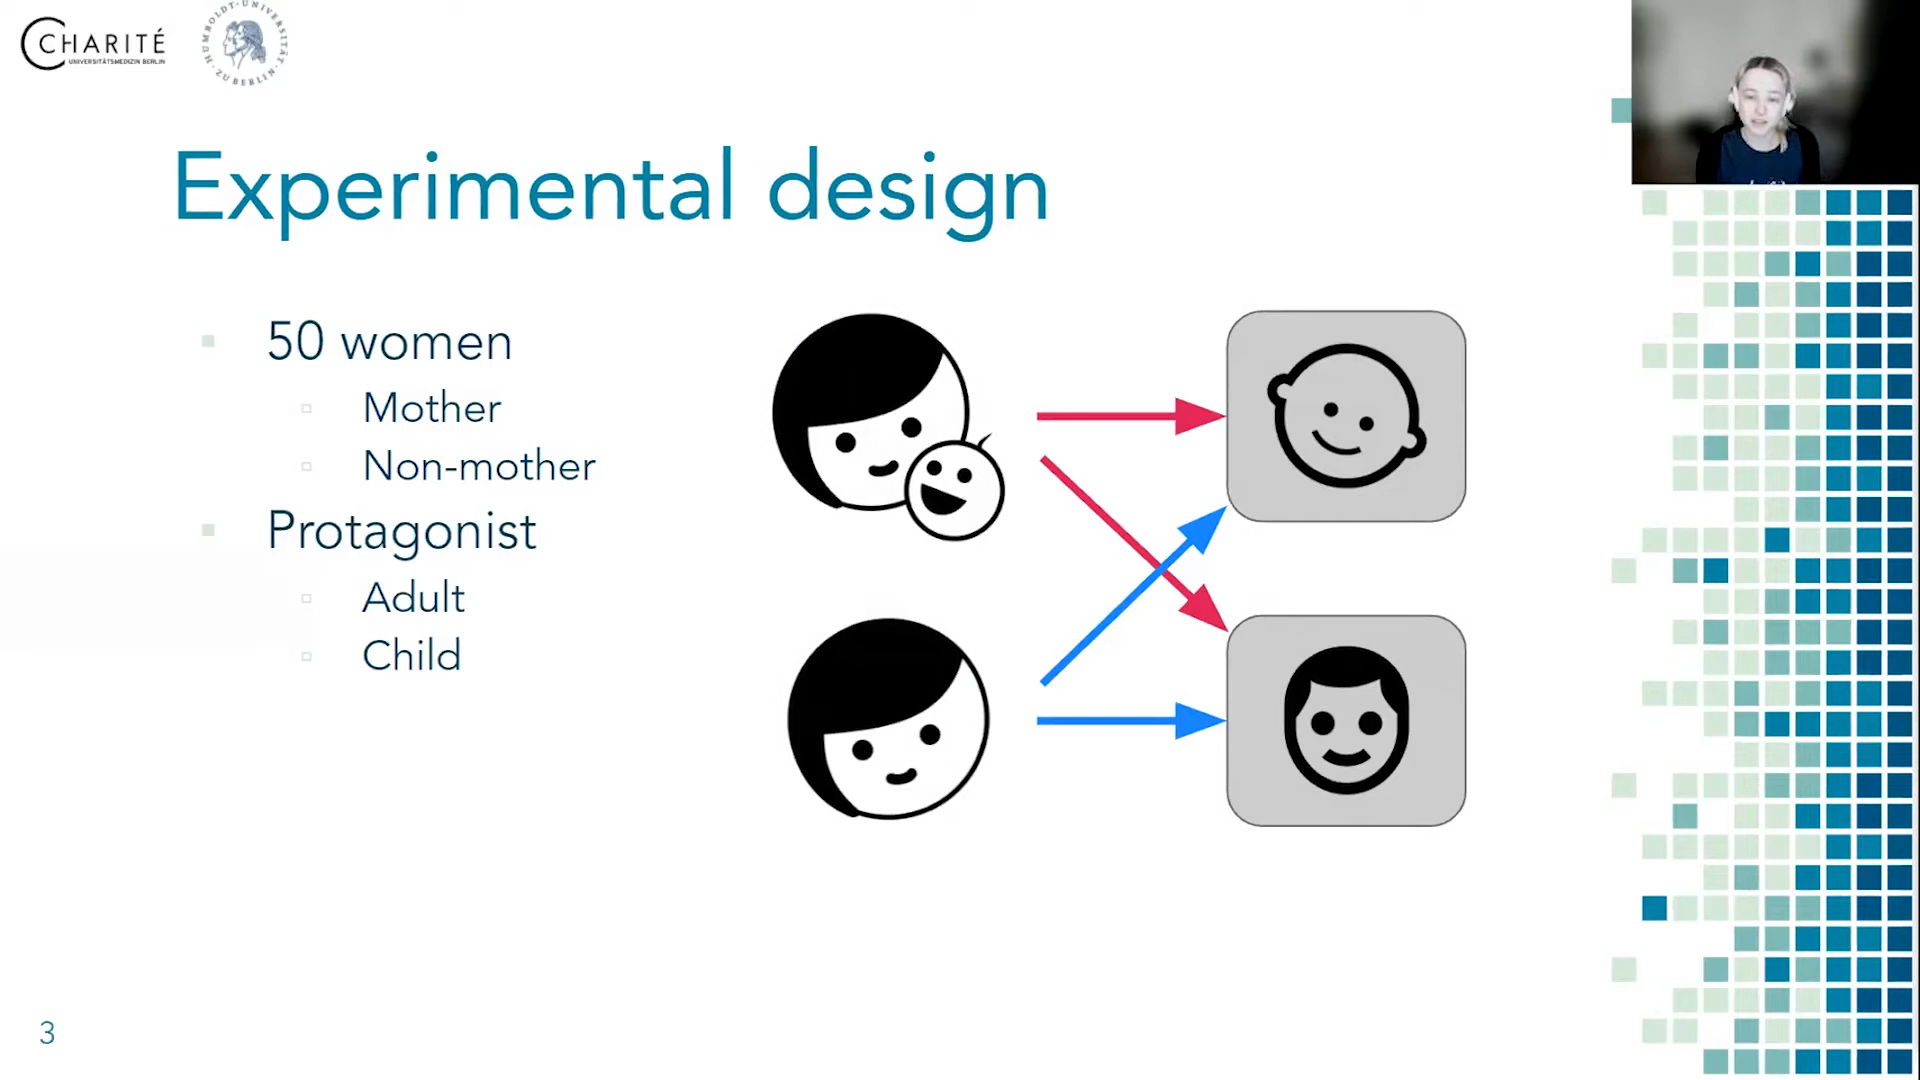 CHARITÉ
UNIVERSITÄTSMEDIZIN BERLIN
HUMBOLDT-UNIVERSITÄT
ZU BERLIN
Experimental design
50 women
Mother
Non-mother
Protagonist
Adult
Child
3